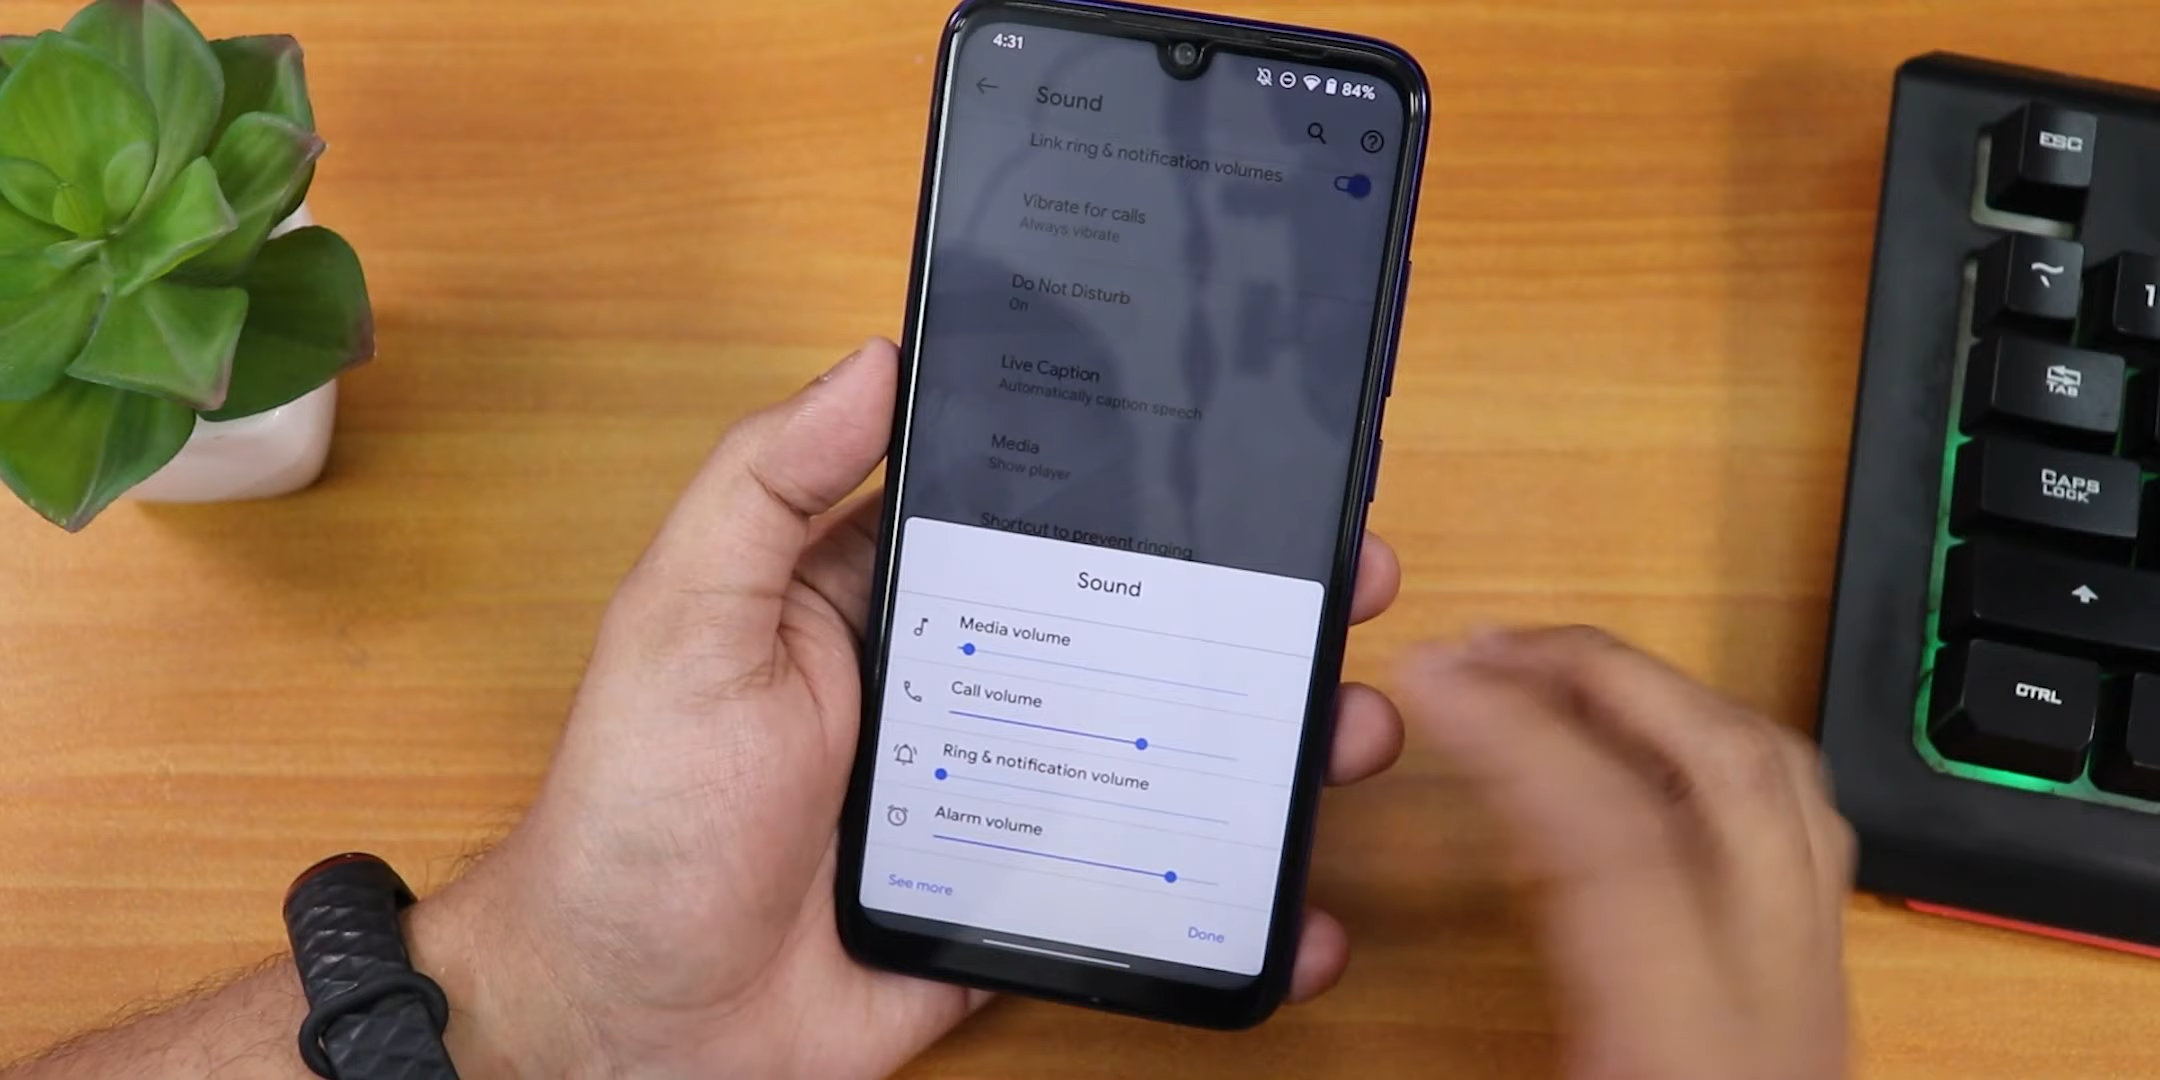 4:31
84%
Sound
Link ring & notification volumes
Vibrate for calls
Always vibrate
Do Not Disturb
On
Live Caption
Automatically caption speech
Media
Show player
Shortcut to prevent ringing
Sound
Media volume
Call volume
Ring & notification volume
Alarm volume
See more
Done
ESC
~
1
TAB
CAPS
LOCK
CTRL